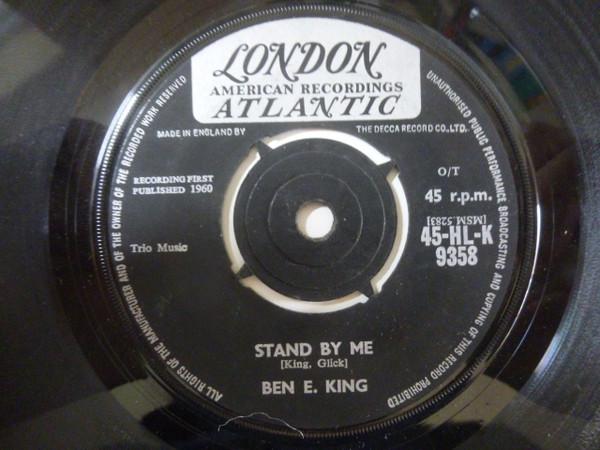 LONDON
AMERICAN RECORDINGS
ATLANTIC
MADE IN ENGLAND BY THE DECCA RECORD CO. LTD.
RECORDING FIRST
PUBLISHED 1960
O/T
45 r.p.m.
[MSM.5283]
45-HL-K
9358
Trio Music
STAND BY ME
[King, Glick]
BEN E. KING
ALL RIGHTS OF THE MANUFACTURER AND OF THE OWNER OF THE RECORDED WORK RESERVED
UNAUTHORISED PUBLIC PERFORMANCE BROADCASTING AND COPYING OF THIS RECORD PROHIBITED